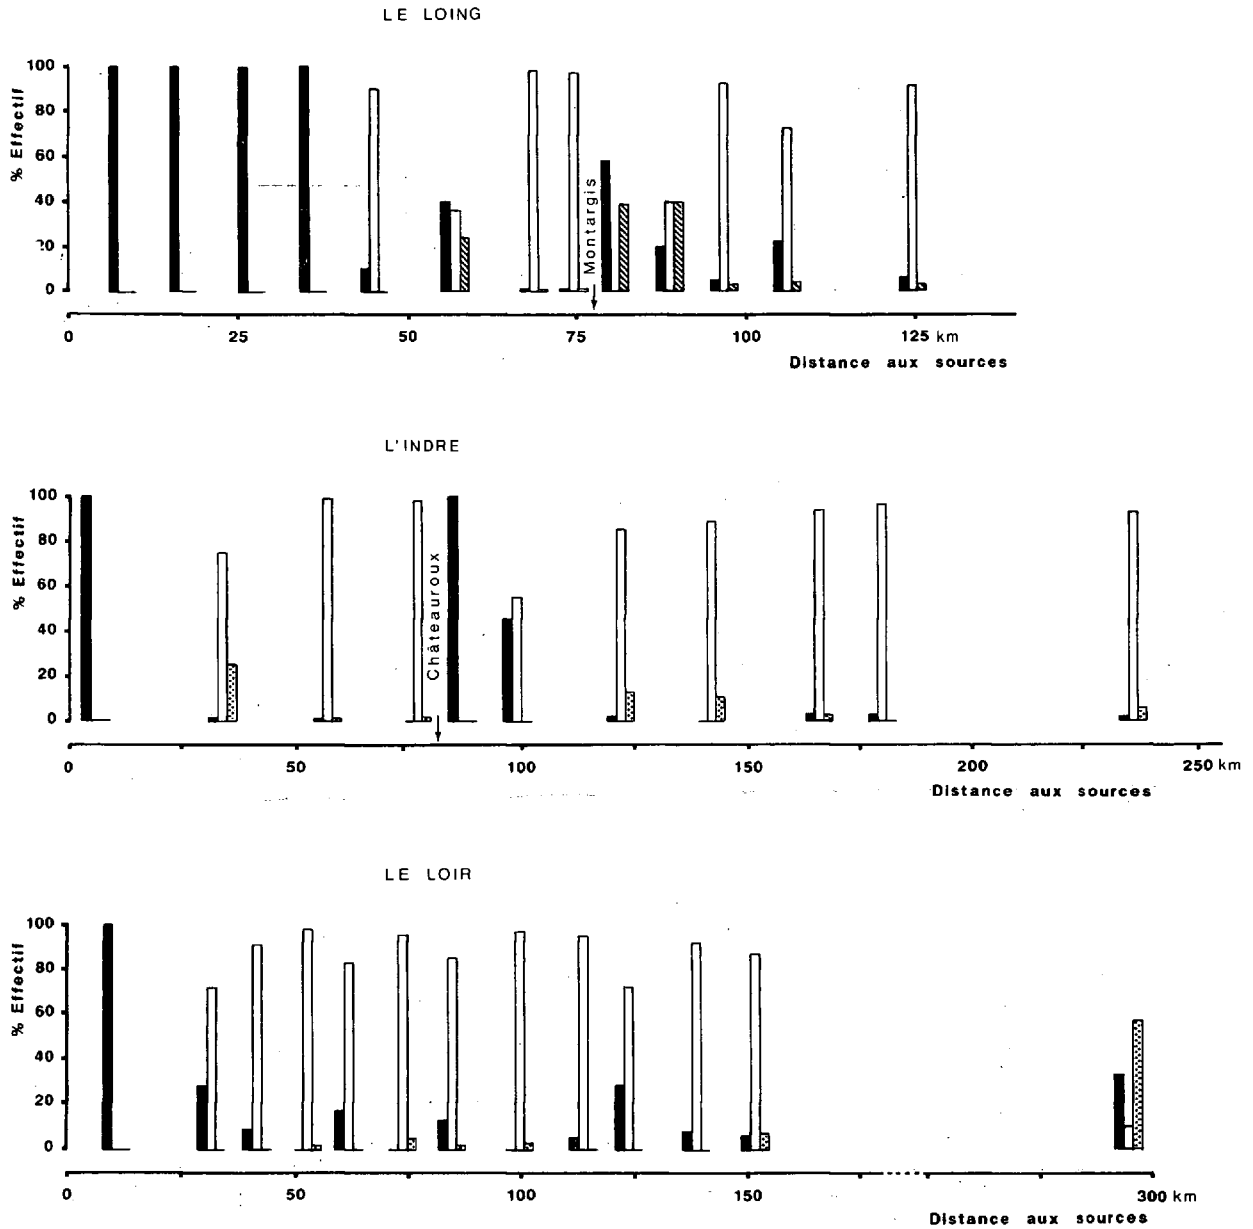 LE LOING
% Effectif
100
80
60
40
20
0
Montargis
0 25 50 75 100 125 km
Distance aux sources
L'INDRE
% Effectif
100
80
60
40
20
0
Châteauroux
0 50 100 150 200 250 km
Distance aux sources
LE LOIR
% Effectif
100
80
60
40
20
0
0 50 100 150 300 km
Distance aux sources